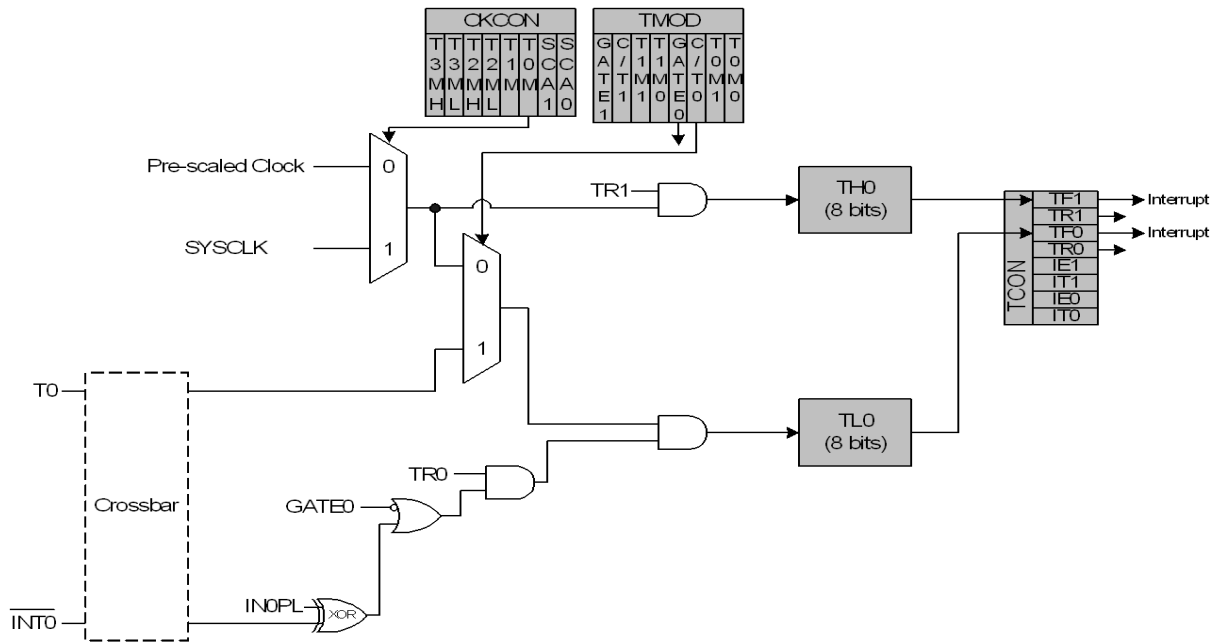 CKCON
T3MH
T3ML
T2MH
T2ML
T1M
T0M
SCA1
SCA0
TMOD
GATE1
C/T1
T1M1
T1M0
GATE0
C/T0
T0M1
T0M0
Pre-scaled Clock
0
SYSCLK
1
TR1
TH0
(8 bits)
TCON
TF1
TR1
TF0
TR0
IE1
IT1
IE0
IT0
Interrupt
Interrupt
0
1
T0
Crossbar
TL0
(8 bits)
TR0
GATE0
IN0PL
XOR
INT0